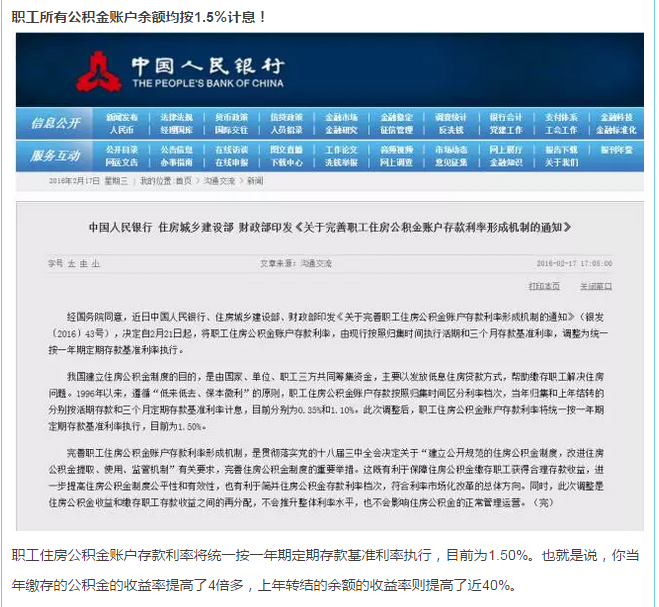 职工所有公积金账户余额均按1.5%计息！
中国人民银行
THE PEOPLE'S BANK OF CHINA
信息公开 新闻发布 | 法律法规 | 货币政策 | 信贷政策 | 金融市场 | 金融稳定 | 调查统计 | 银行会计 | 支付体系 | 金融科技
人民币 | 经理国库 | 国际交往 | 人员招录 | 金融研究 | 征信管理 | 反洗钱 | 党建工作 | 工会工作 | 金融标准化
服务互动 公开目录 | 公告信息 | 在线访谈 | 图文直播 | 工作论文 | 音频视频 | 市场动态 | 网上展厅 | 报告下载 | 报刊年鉴
网送文告 | 办事指南 | 在线申报 | 下载中心 | 网上调查 | 意见征集 | 金融知识 | 关于我们
2016年2月17日 星期三 | 我的位置:首页 > 沟通交流 > 新闻
中国人民银行 住房城乡建设部 财政部印发《关于完善职工住房公积金账户存款利率形成机制的通知》
字号 大 中 小 文章来源：沟通交流 2016-02-17 17:08:00
打印本页 关闭窗口
经国务院同意，近日中国人民银行、住房城乡建设部、财政部印发《关于完善职工住房公积金账户存款利率形成机制的通知》（银发
〔2016〕43号），决定自2月21日起，将职工住房公积金账户存款利率，由现行按照归集时间执行活期和三个月存款基准利率，调整为统一
按一年期定期存款基准利率执行。
我国建立住房公积金制度的目的，是由国家、单位、职工三方共同筹集资金，主要以发放低息住房贷款方式，帮助缴存职工解决住房
问题。1996年以来，遵循“低来低去、保本微利”的原则，职工住房公积金账户存款按照归集时间区分利率档次，当年归集和上年结转的
分别按活期存款和三个月定期存款基准利率计息，目前分别为0.35%和1.10%。此次调整后，职工住房公积金账户存款利率将统一按一年期
定期存款基准利率执行，目前为1.50%。
完善职工住房公积金账户存款利率形成机制，是贯彻落实党的十八届三中全会决定关于“建立公开规范的住房公积金制度，改进住房
公积金提取、使用、监管机制”有关要求，完善住房公积金制度的重要举措。这既有利于保障住房公积金缴存职工获得合理存款收益，进
一步提高住房公积金制度公平性和有效性，也有利于简并住房公积金存款利率档次，符合利率市场化改革的总体方向。同时，此次调整是
住房公积金收益和缴存职工存款收益之间的再分配，不会推升整体利率水平，也不会影响住房公积金的正常管理运营。（完）
职工住房公积金账户存款利率将统一按一年期定期存款基准利率执行，目前为1.50%。也就是说，你当
年缴存的公积金的收益率提高了4倍多，上年转结的余额的收益率则提高了近40%。